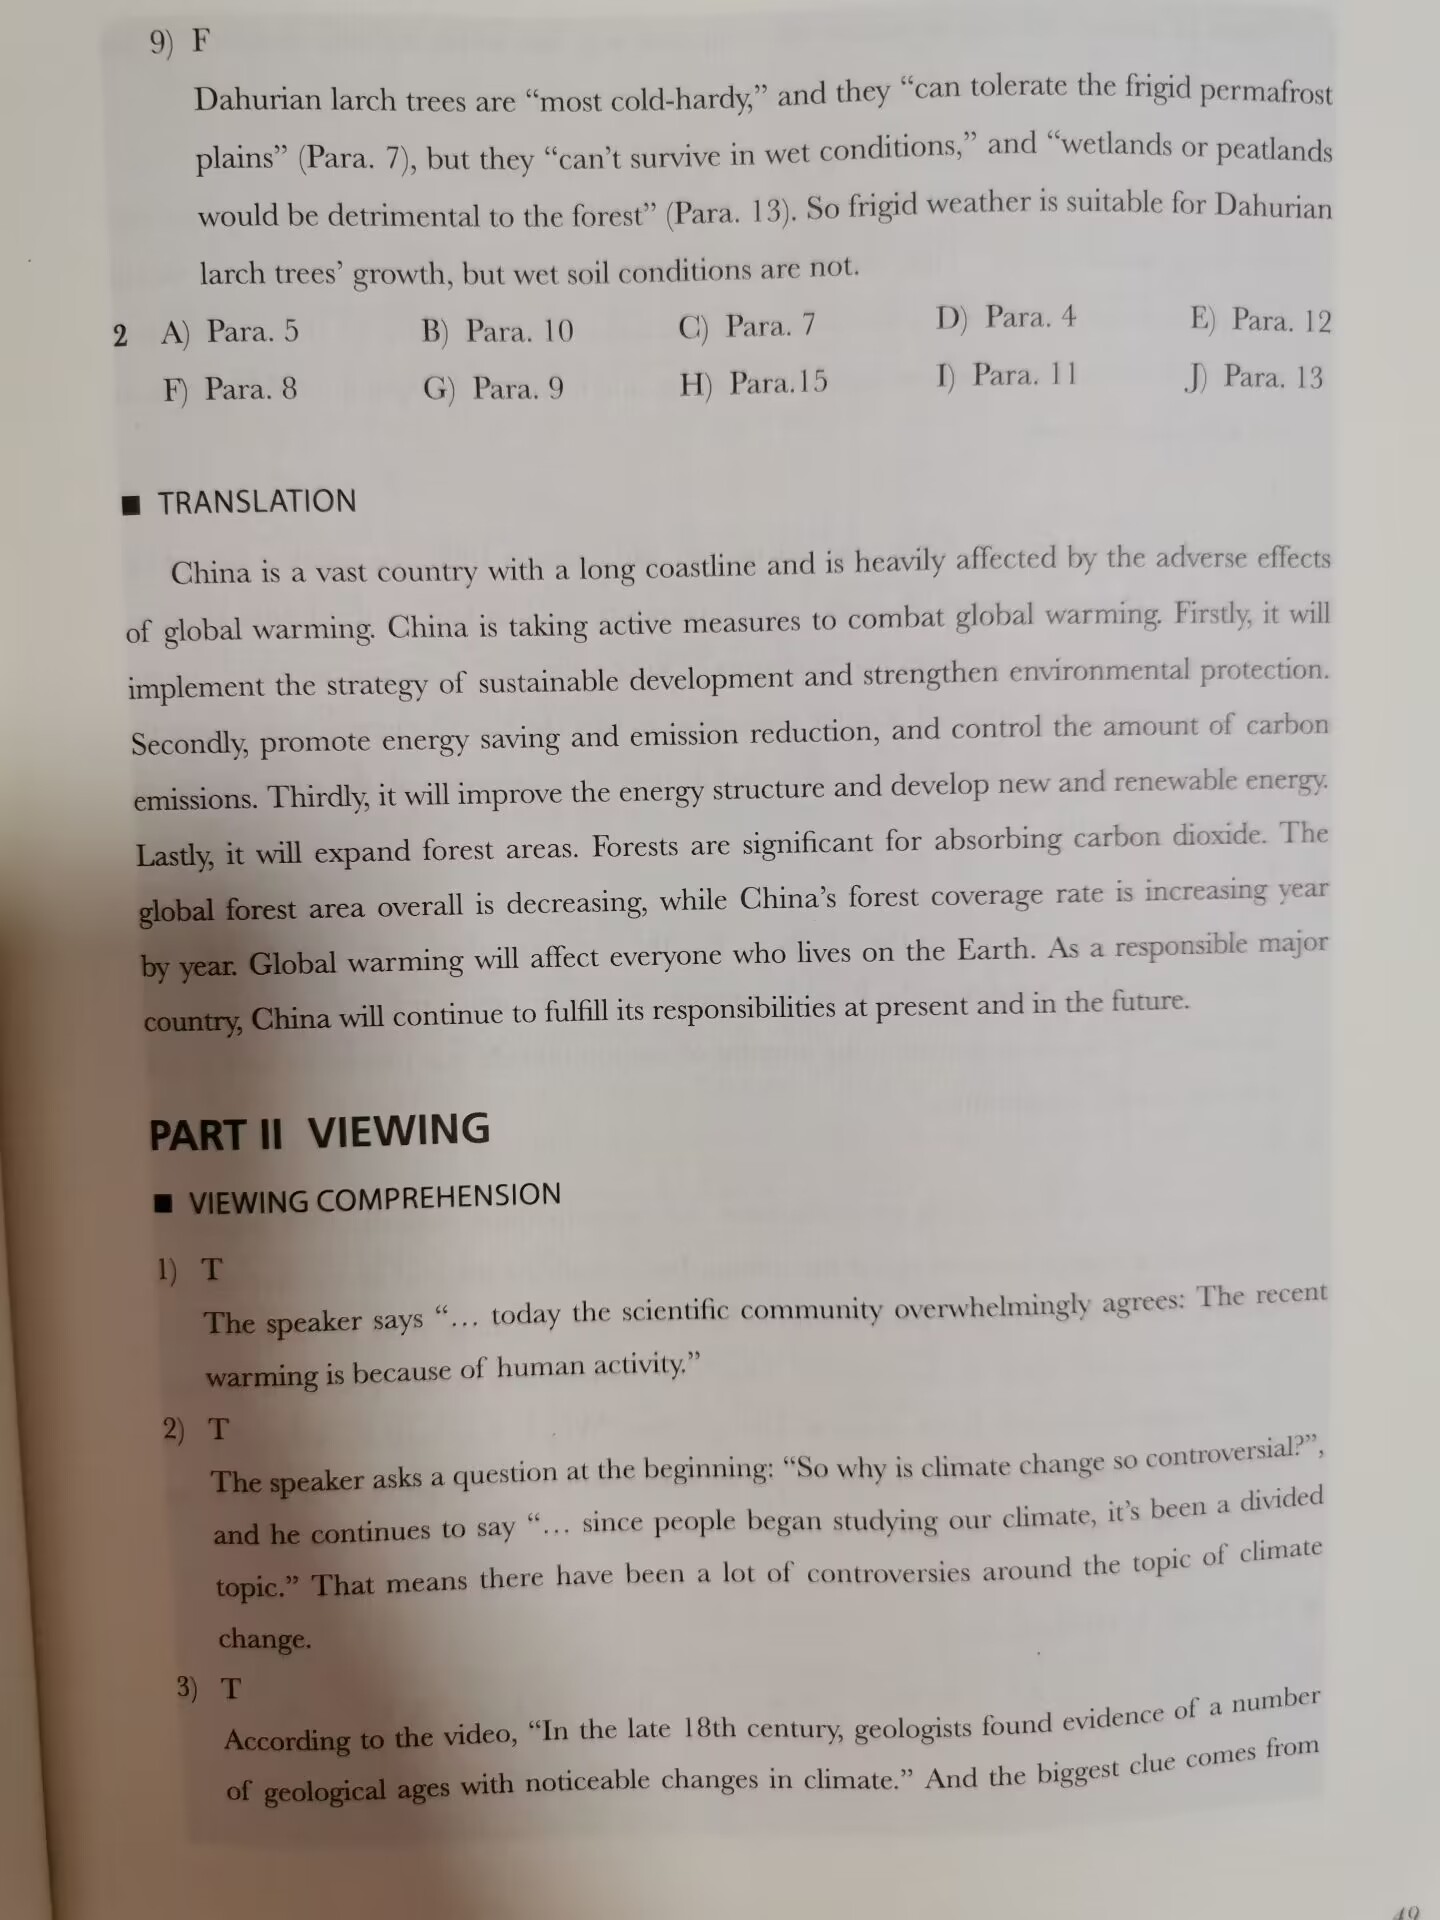 9) F
Dahurian larch trees are “most cold-hardy,” and they “can tolerate the frigid permafrost
plains” (Para. 7), but they “can’t survive in wet conditions,” and “wetlands or peatlands
would be detrimental to the forest” (Para. 13). So frigid weather is suitable for Dahurian
larch trees’ growth, but wet soil conditions are not.
2 A) Para. 5 B) Para. 10 C) Para. 7 D) Para. 4 E) Para. 12
F) Para. 8 G) Para. 9 H) Para.15 I) Para. 11 J) Para. 13
■ TRANSLATION
China is a vast country with a long coastline and is heavily affected by the adverse effects
of global warming. China is taking active measures to combat global warming. Firstly, it will
implement the strategy of sustainable development and strengthen environmental protection.
Secondly, promote energy saving and emission reduction, and control the amount of carbon
emissions. Thirdly, it will improve the energy structure and develop new and renewable energy.
Lastly, it will expand forest areas. Forests are significant for absorbing carbon dioxide. The
global forest area overall is decreasing, while China’s forest coverage rate is increasing year
by year. Global warming will affect everyone who lives on the Earth. As a responsible major
country, China will continue to fulfill its responsibilities at present and in the future.
PART II VIEWING
■ VIEWING COMPREHENSION
1) T
The speaker says “… today the scientific community overwhelmingly agrees: The recent
warming is because of human activity.”
2) T
The speaker asks a question at the beginning: “So why is climate change so controversial?”,
and he continues to say “… since people began studying our climate, it’s been a divided
topic.” That means there have been a lot of controversies around the topic of climate
change.
3) T
According to the video, “In the late 18th century, geologists found evidence of a number
of geological ages with noticeable changes in climate.” And the biggest clue comes from
49